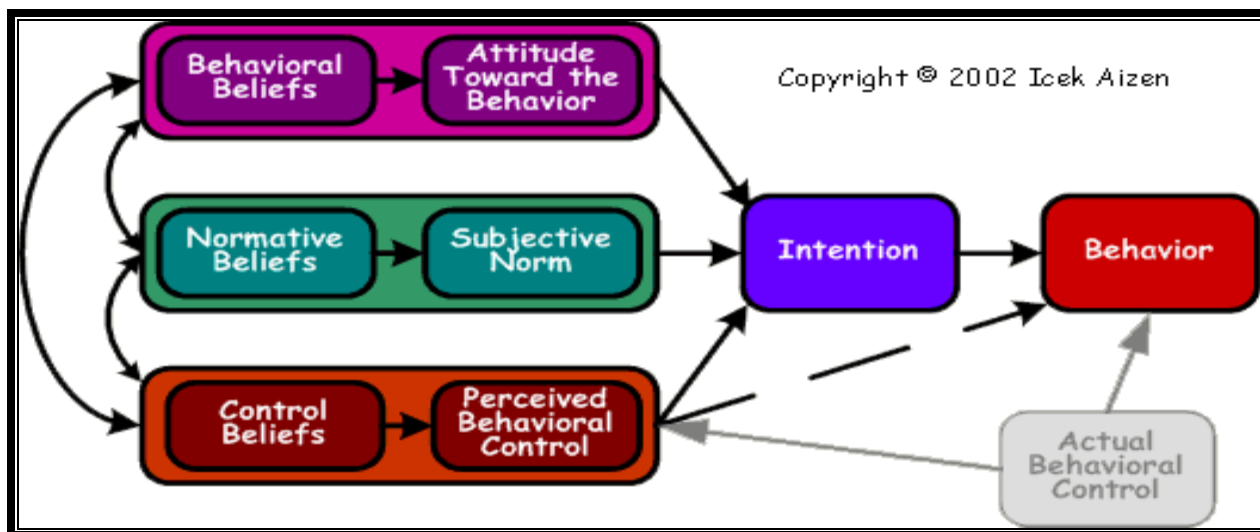 Behavioral
Beliefs
Attitude
Toward the
Behavior
Copyright © 2002 Icek Aizen
Normative
Beliefs
Subjective
Norm
Intention
Behavior
Control
Beliefs
Perceived
Behavioral
Control
Actual
Behavioral
Control